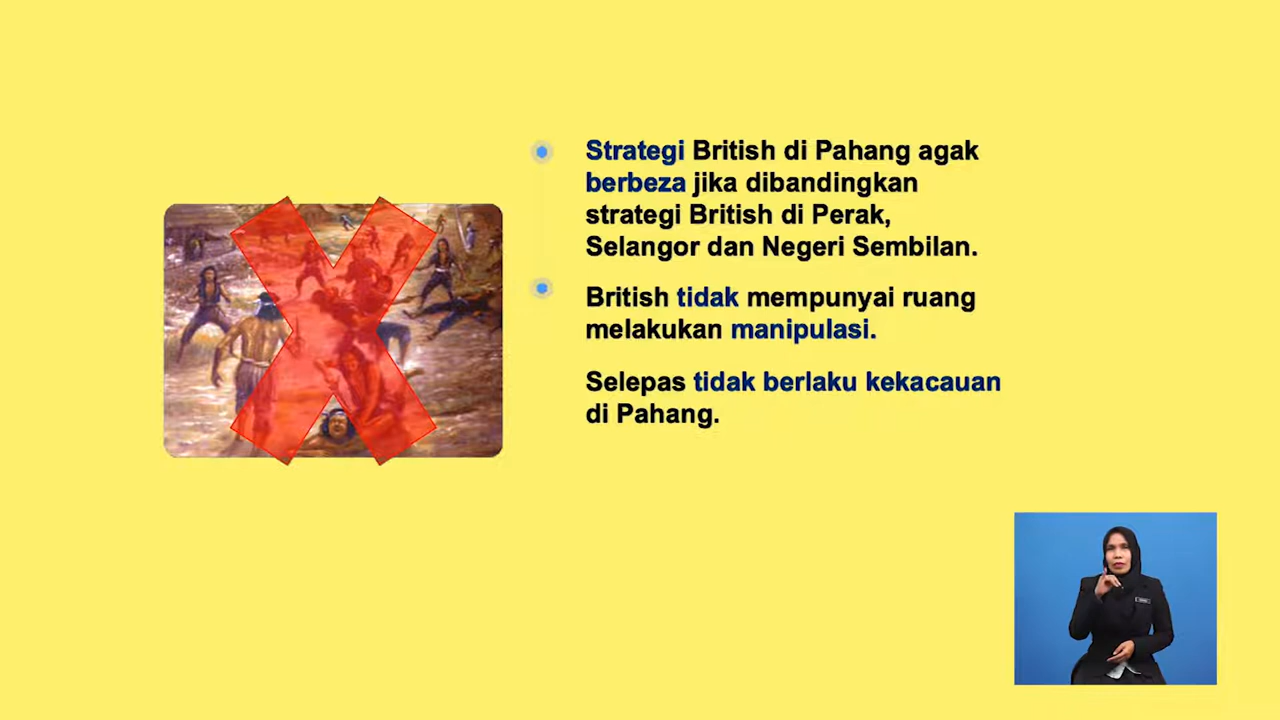 Strategi British di Pahang agak
berbeza jika dibandingkan
strategi British di Perak,
Selangor dan Negeri Sembilan.
British tidak mempunyai ruang
melakukan manipulasi.
Selepas tidak berlaku kekacauan
di Pahang.